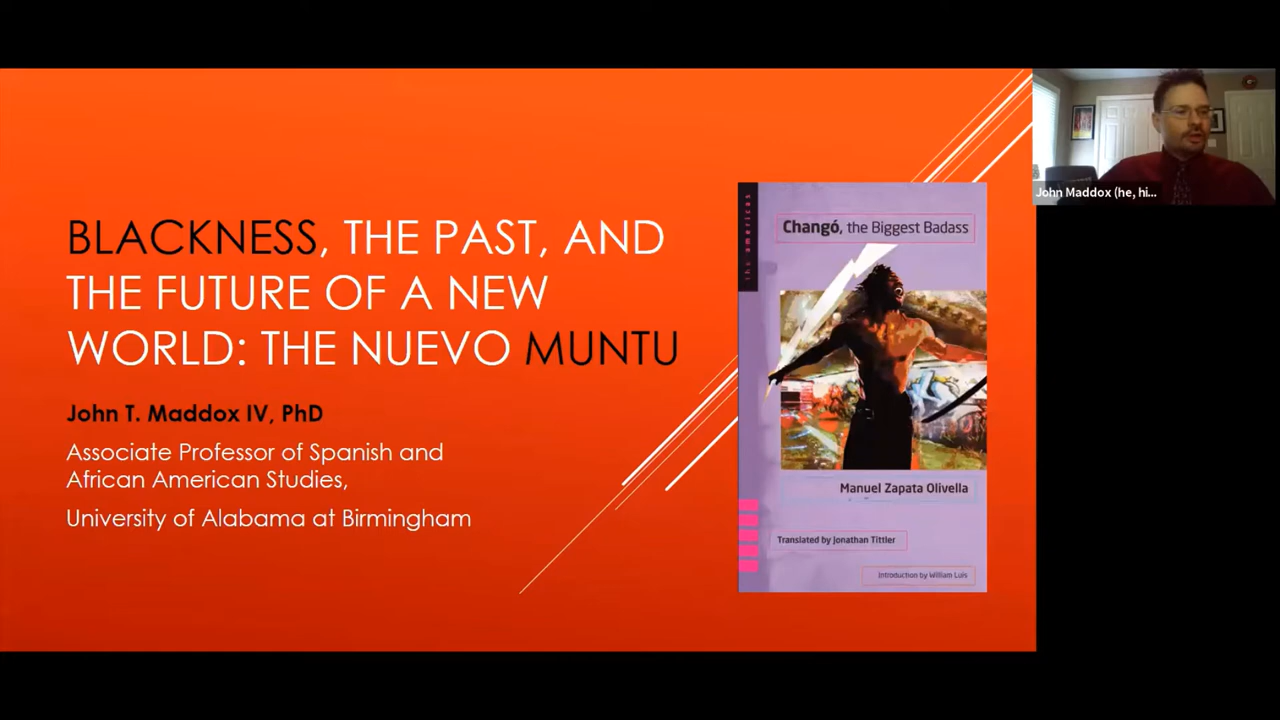 BLACKNESS, THE PAST, AND
THE FUTURE OF A NEW
WORLD: THE NUEVO MUNTU
John T. Maddox IV, PhD
Associate Professor of Spanish and
African American Studies,
University of Alabama at Birmingham
the americas
Changó, the Biggest Badass
Manuel Zapata Olivella
Translated by Jonathan Tittler
Introduction by William Luis
John Maddox (he, hi...